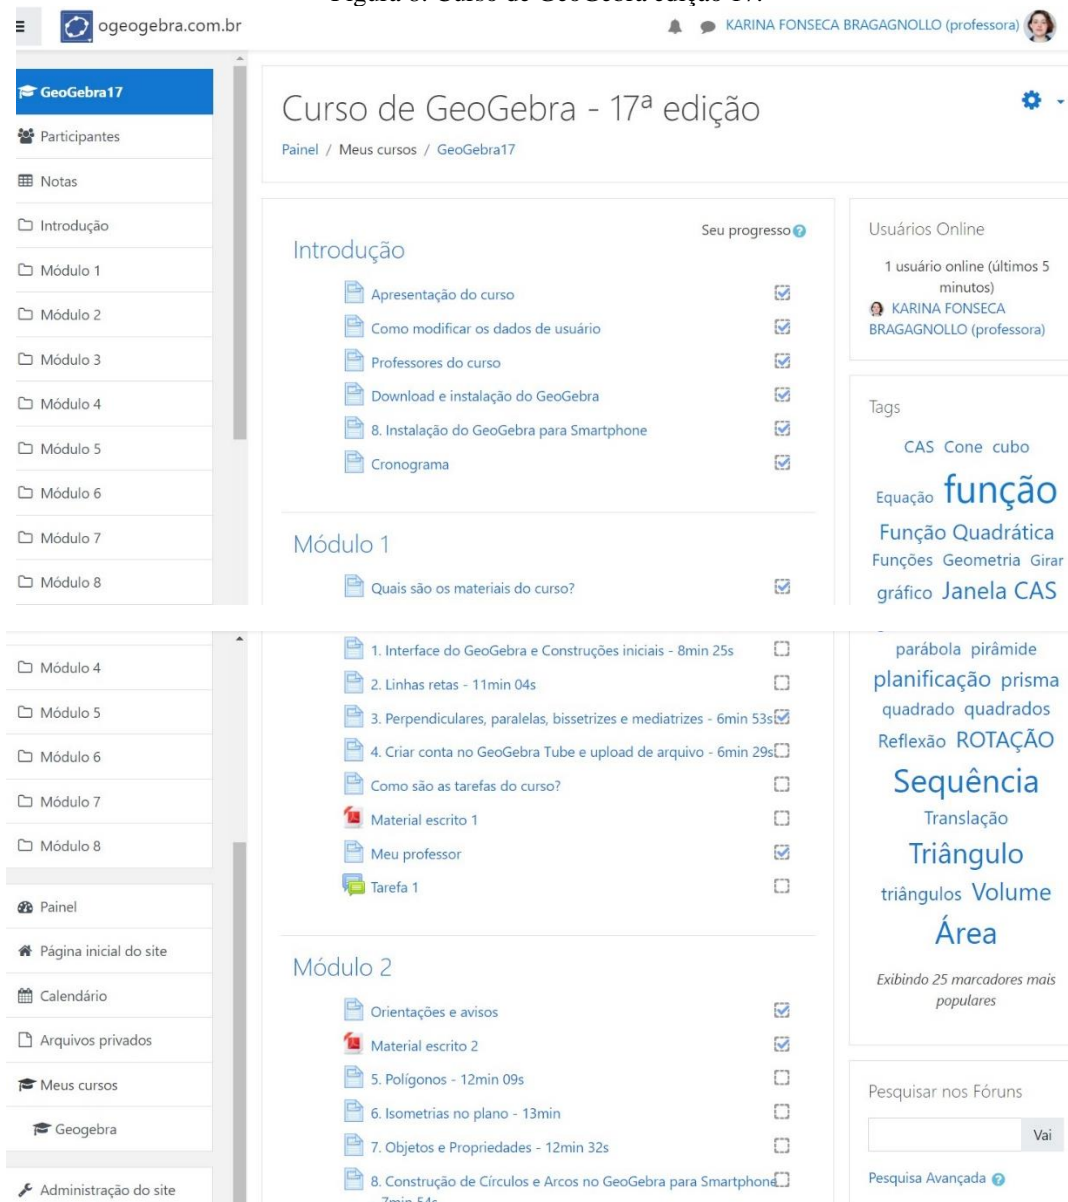 Figura 8: Curso de GeoGebra edição 17.
ogeogebra.com.br
KARINA FONSECA BRAGAGNOLLO (professora)
GeoGebra17
Participantes
Notas
Introdução
Módulo 1
Módulo 2
Módulo 3
Módulo 4
Módulo 5
Módulo 6
Módulo 7
Módulo 8
Curso de GeoGebra - 17ª edição
Painel / Meus cursos / GeoGebra17
Seu progresso
Introdução
Apresentação do curso
Como modificar os dados de usuário
Professores do curso
Download e instalação do GeoGebra
8. Instalação do GeoGebra para Smartphone
Cronograma
Módulo 1
Quais são os materiais do curso?
Usuários Online
1 usuário online (últimos 5
minutos)
KARINA FONSECA
BRAGAGNOLLO (professora)
Tags
CAS Cone cubo
Equação função
Função Quadrática
Funções Geometria Girar
gráfico Janela CAS
Módulo 4
Módulo 5
Módulo 6
Módulo 7
Módulo 8
Painel
Página inicial do site
Calendário
Arquivos privados
Meus cursos
Geogebra
Administração do site
1. Interface do GeoGebra e Construções iniciais - 8min 25s
2. Linhas retas - 11min 04s
3. Perpendiculares, paralelas, bissetrizes e mediatrizes - 6min 53s
4. Criar conta no GeoGebra Tube e upload de arquivo - 6min 29s
Como são as tarefas do curso?
Material escrito 1
Meu professor
Tarefa 1
Módulo 2
Orientações e avisos
Material escrito 2
5. Polígonos - 12min 09s
6. Isometrias no plano - 13min
7. Objetos e Propriedades - 12min 32s
8. Construção de Círculos e Arcos no GeoGebra para Smartphone
- 7min 54s
parábola pirâmide
planificação prisma
quadrado quadrados
Reflexão ROTAÇÃO
Sequência
Translação
Triângulo
triângulos Volume
Área
Exibindo 25 marcadores mais
populares
Pesquisar nos Fóruns
Vai
Pesquisa Avançada